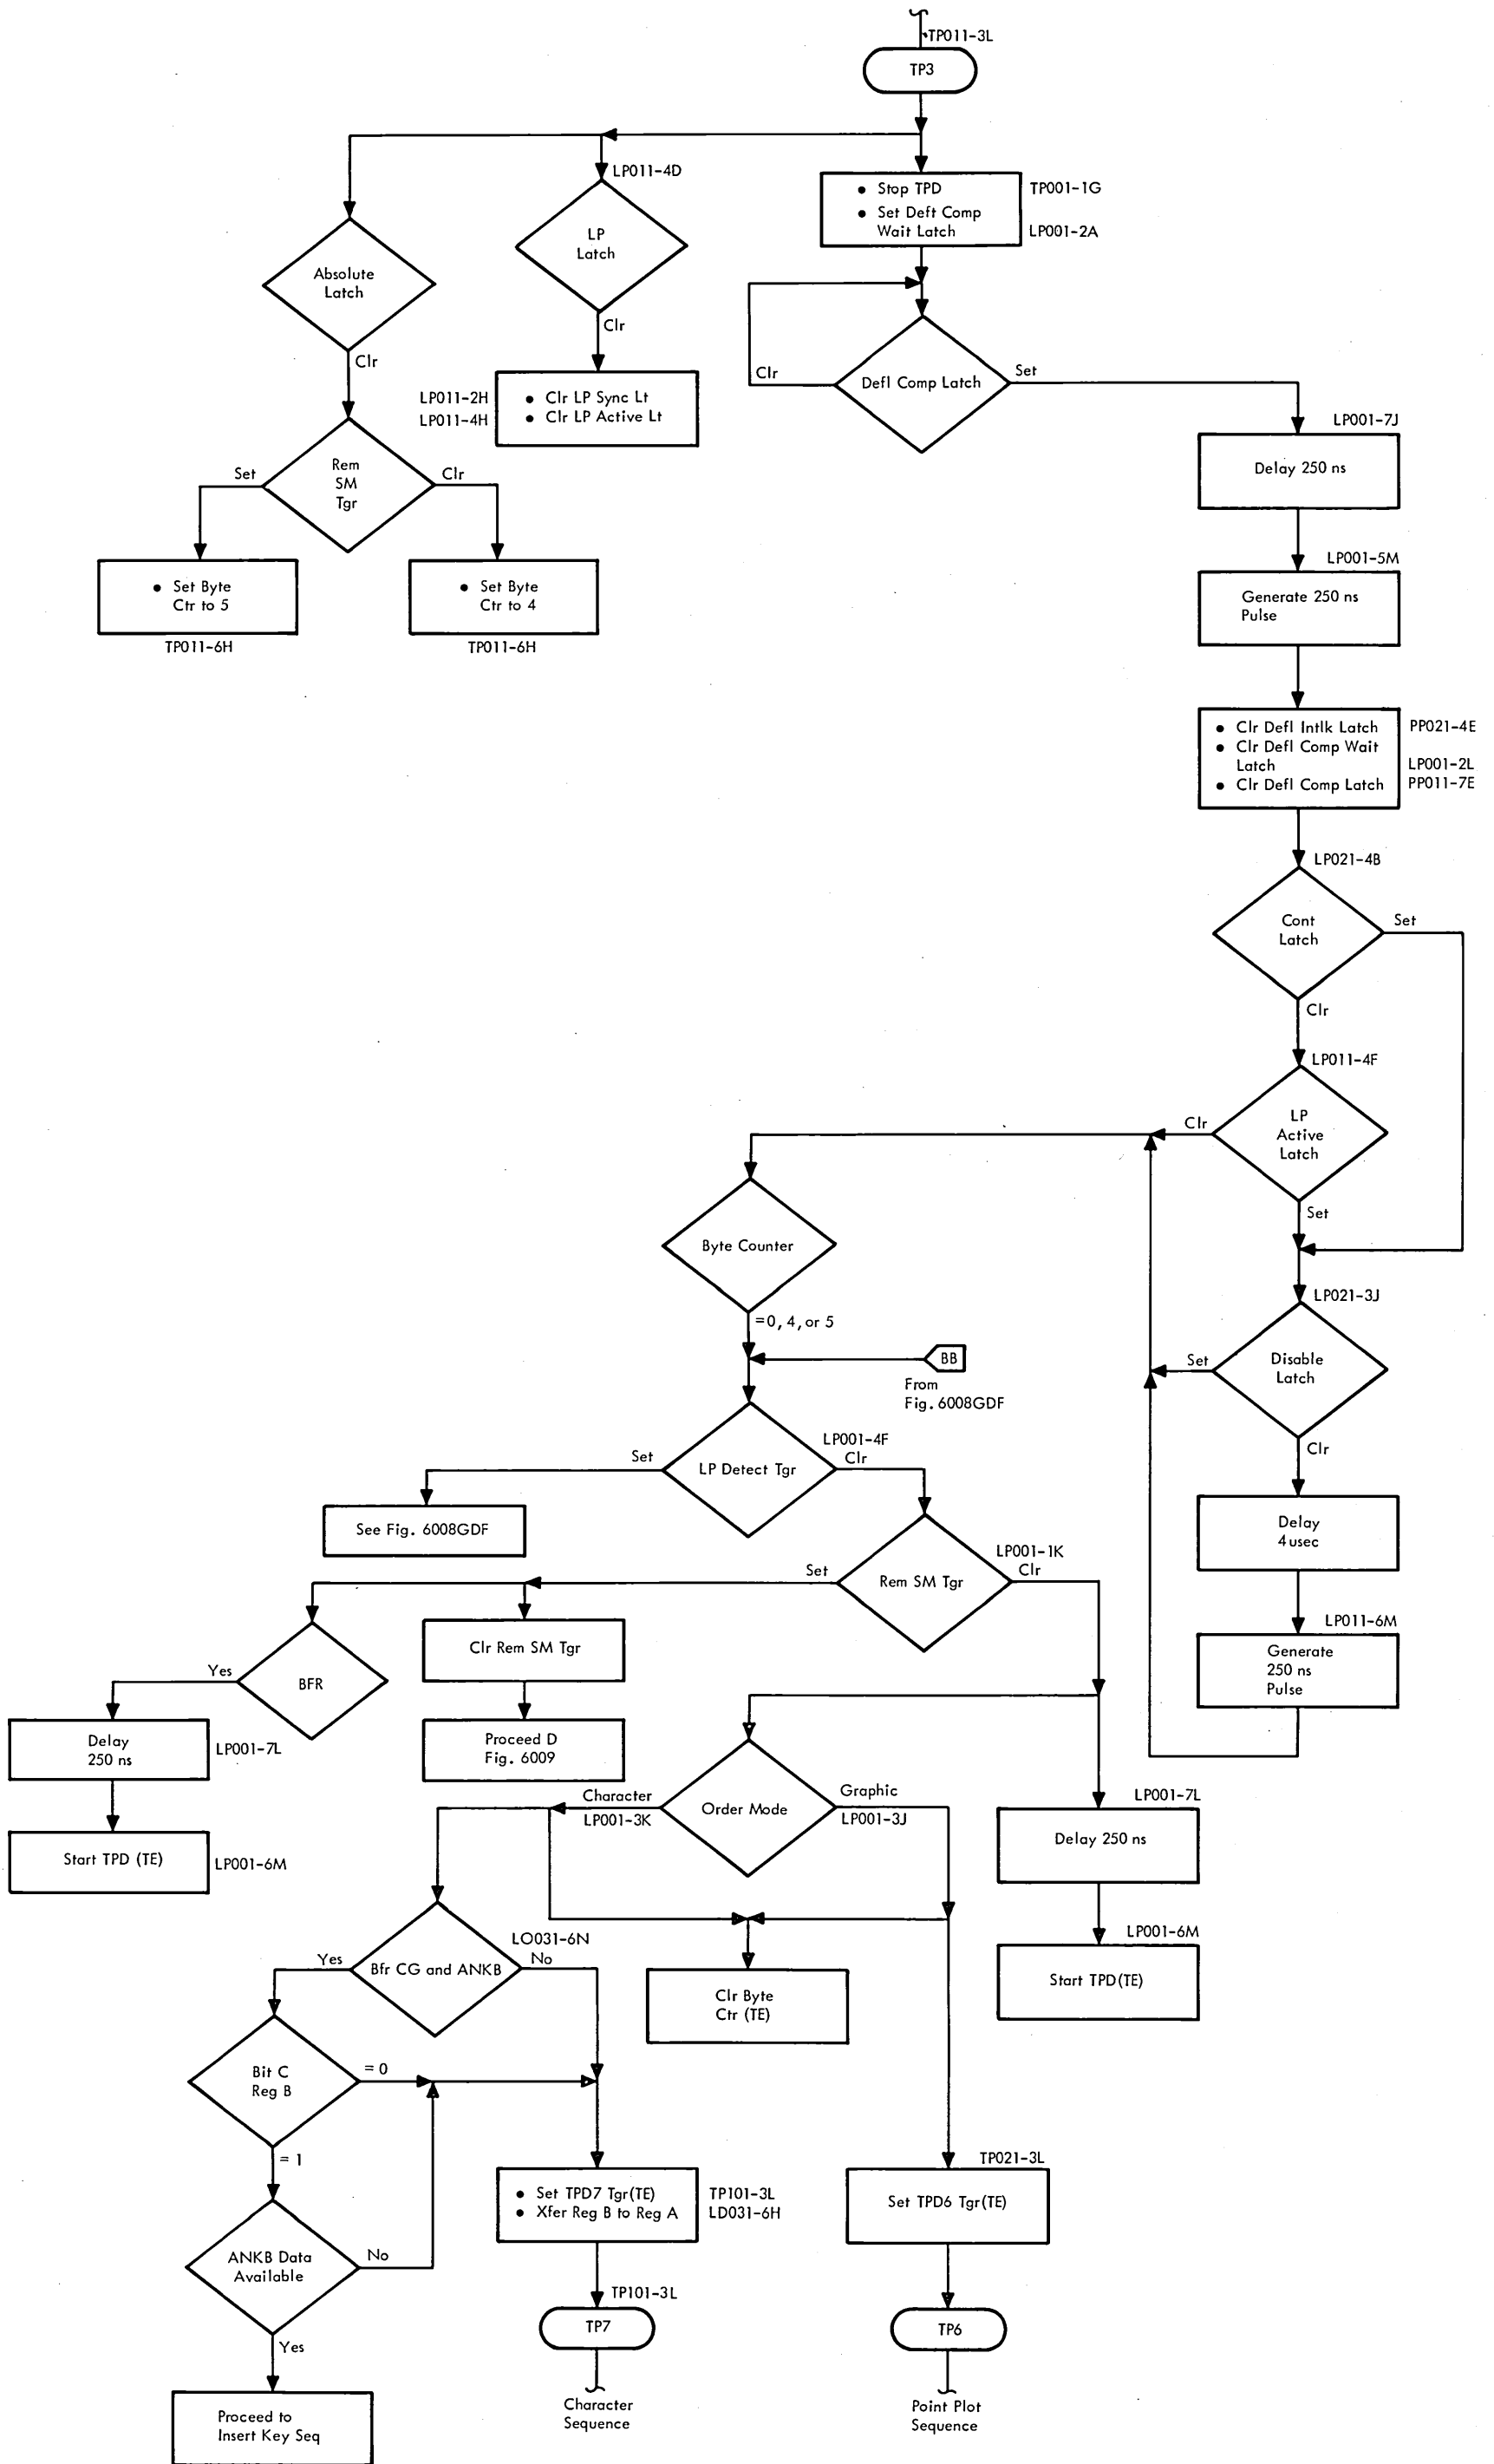 TP011-3L
TP3
LP011-4D
• Stop TPD
• Set Deft Comp
Wait Latch
TP001-1G
LP001-2A
LP
Latch
Absolute
Latch
Clr
Clr
LP011-2H
LP011-4H
• Clr LP Sync Lt
• Clr LP Active Lt
Clr
Defl Comp Latch
Set
LP001-7J
Delay 250 ns
Set
Rem
SM
Tgr
Clr
LP001-5M
Generate 250 ns
Pulse
• Set Byte
Ctr to 5
TP011-6H
• Set Byte
Ctr to 4
TP011-6H
• Clr Defl Intlk Latch
• Clr Defl Comp Wait
Latch
• Clr Defl Comp Latch
PP021-4E
LP001-2L
PP011-7E
LP021-4B
Cont
Latch
Set
Clr
LP011-4F
Clr
LP
Active
Latch
Set
Byte Counter
=0, 4, or 5
LP021-3J
BB
From
Fig. 6008GDF
Set
Disable
Latch
Clr
Set
LP Detect Tgr
LP001-4F
Clr
See Fig. 6008GDF
Delay
4usec
Set
Rem SM Tgr
LP001-1K
Clr
LP011-6M
Generate
250 ns
Pulse
Clr Rem SM Tgr
Yes
BFR
Proceed D
Fig. 6009
Delay
250 ns
LP001-7L
Character
LP001-3K
Order Mode
Graphic
LP001-3J
LP001-7L
Delay 250 ns
Start TPD (TE)
LP001-6M
LP001-6M
Start TPD(TE)
Yes
Bfr CG and ANKB
LO031-6N
No
Clr Byte
Ctr (TE)
Bit C
Reg B
= 0
= 1
TP021-3L
• Set TPD7 Tgr(TE)
• Xfer Reg B to Reg A
TP101-3L
LD031-6H
Set TPD6 Tgr(TE)
ANKB Data
Available
No
Yes
TP101-3L
TP7
TP6
Character
Sequence
Point Plot
Sequence
Proceed to
Insert Key Seq